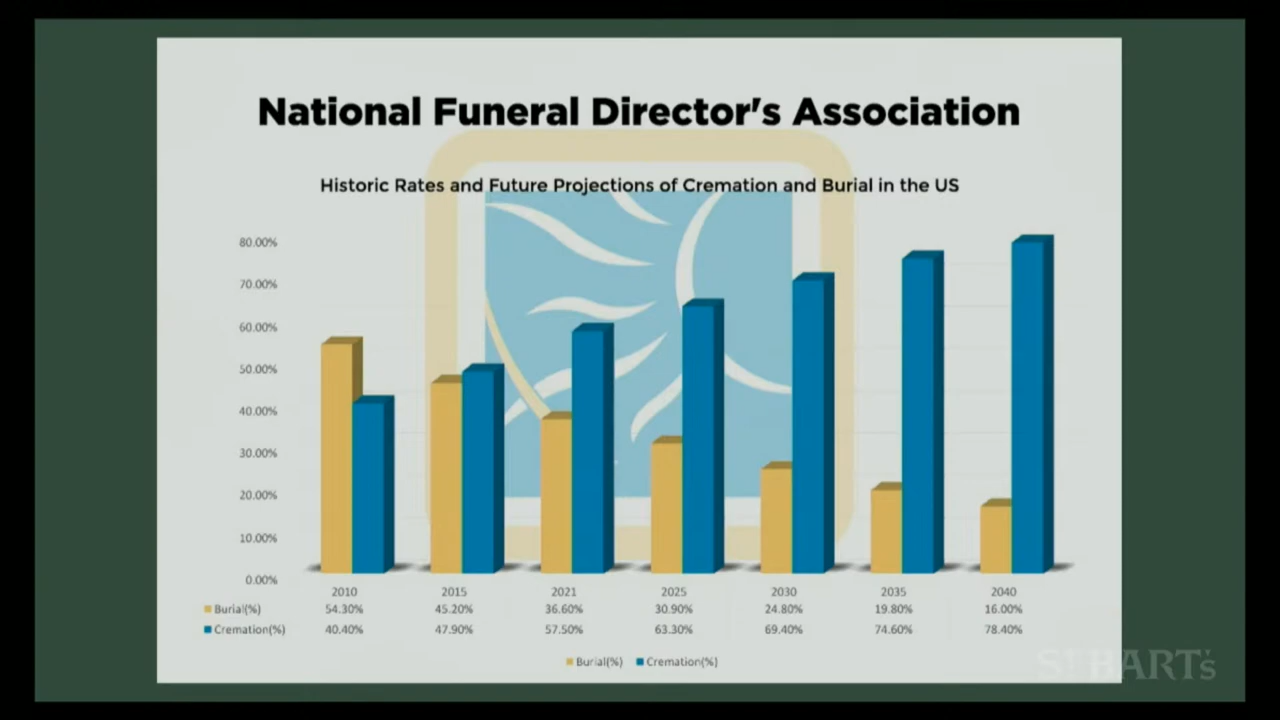 National Funeral Director's Association
Historic Rates and Future Projections of Cremation and Burial in the US
80.00%
70.00%
60.00%
50.00%
40.00%
30.00%
20.00%
10.00%
0.00%
2010 2015 2021 2025 2030 2035 2040
Burial(%) 54.30% 45.20% 36.60% 30.90% 24.80% 19.80% 16.00%
Cremation(%) 40.40% 47.90% 57.50% 63.30% 69.40% 74.60% 78.40%
Burial(%) Cremation(%)
ST BART's